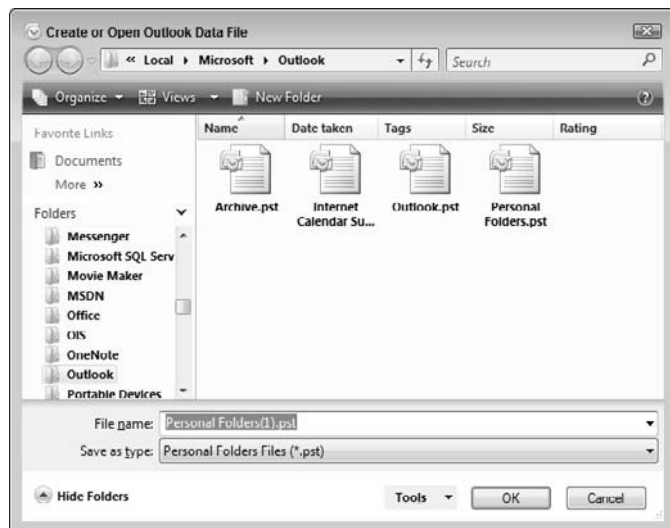 Create or Open Outlook Data File
« Local Microsoft Outlook
Search
Organize Views New Folder
Favorite Links
Documents
More »
Folders
Messenger
Microsoft SQL Serv
Movie Maker
MSDN
Office
OIS
OneNote
Outlook
Portable Devices
Name Date taken Tags Size Rating
Archive.pst
Internet
Calendar Su...
Outlook.pst
Personal
Folders.pst
File name: Personal Folders(1).pst
Save as type: Personal Folders Files (*.pst)
Hide Folders Tools OK Cancel